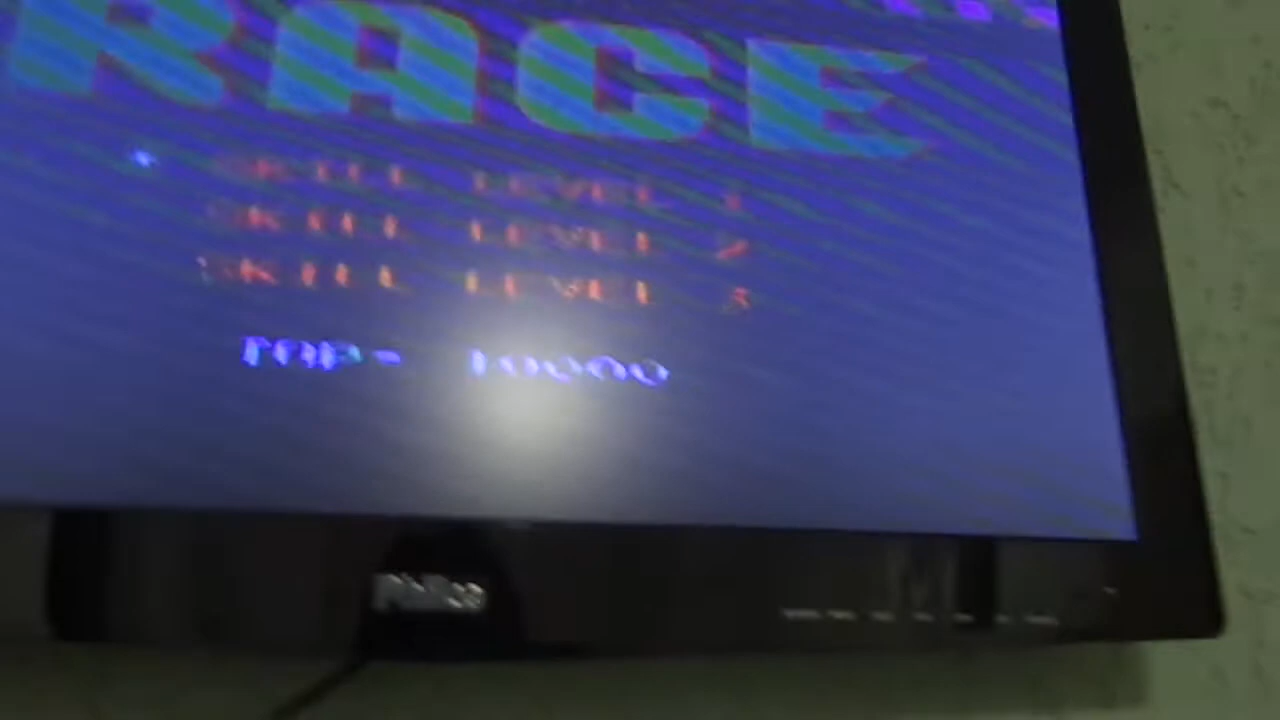 RACE
SKILL LEVEL 1
SKILL LEVEL 2
SKILL LEVEL 3
TOP- 10000